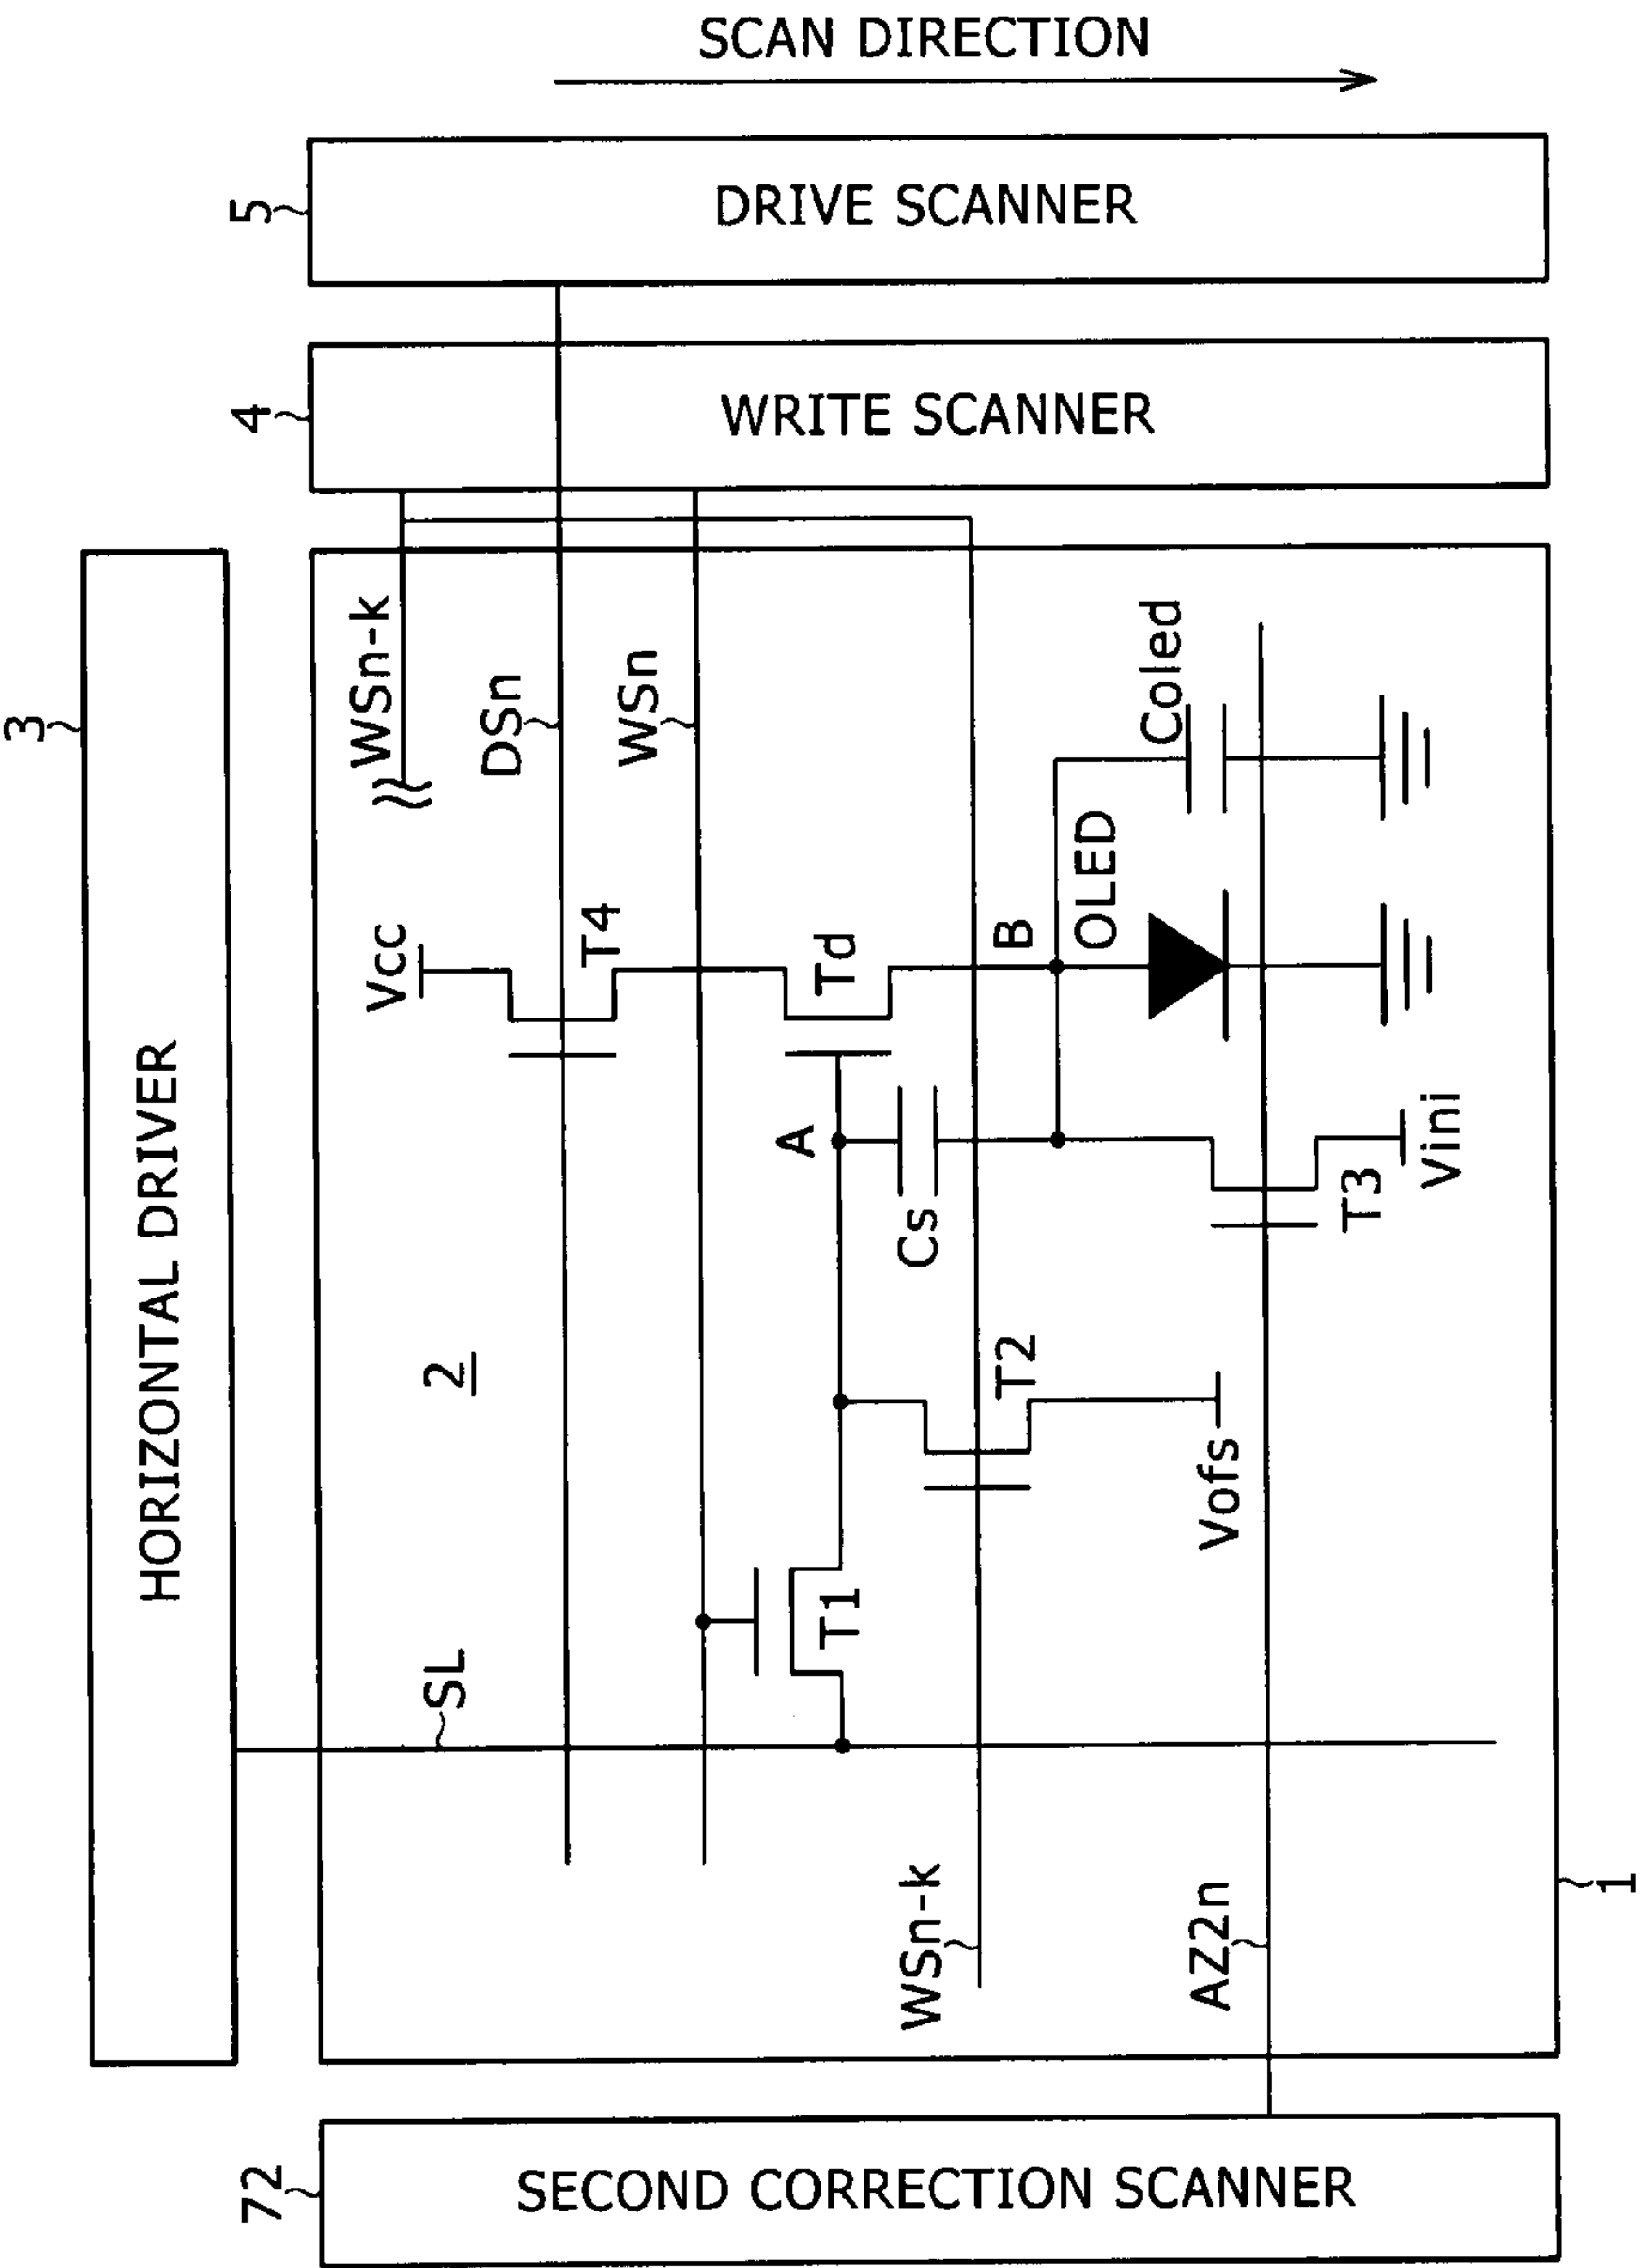 SCAN DIRECTION
5
DRIVE SCANNER
4
WRITE SCANNER
3
HORIZONTAL DRIVER
WSn-k
DSn
WSn
Vcc
T4
Td
B
OLED
Coled
A
Cs
T3
Vini
2
T2
Vofs
T1
SL
WSn-k
AZ2n
1
72
SECOND CORRECTION SCANNER